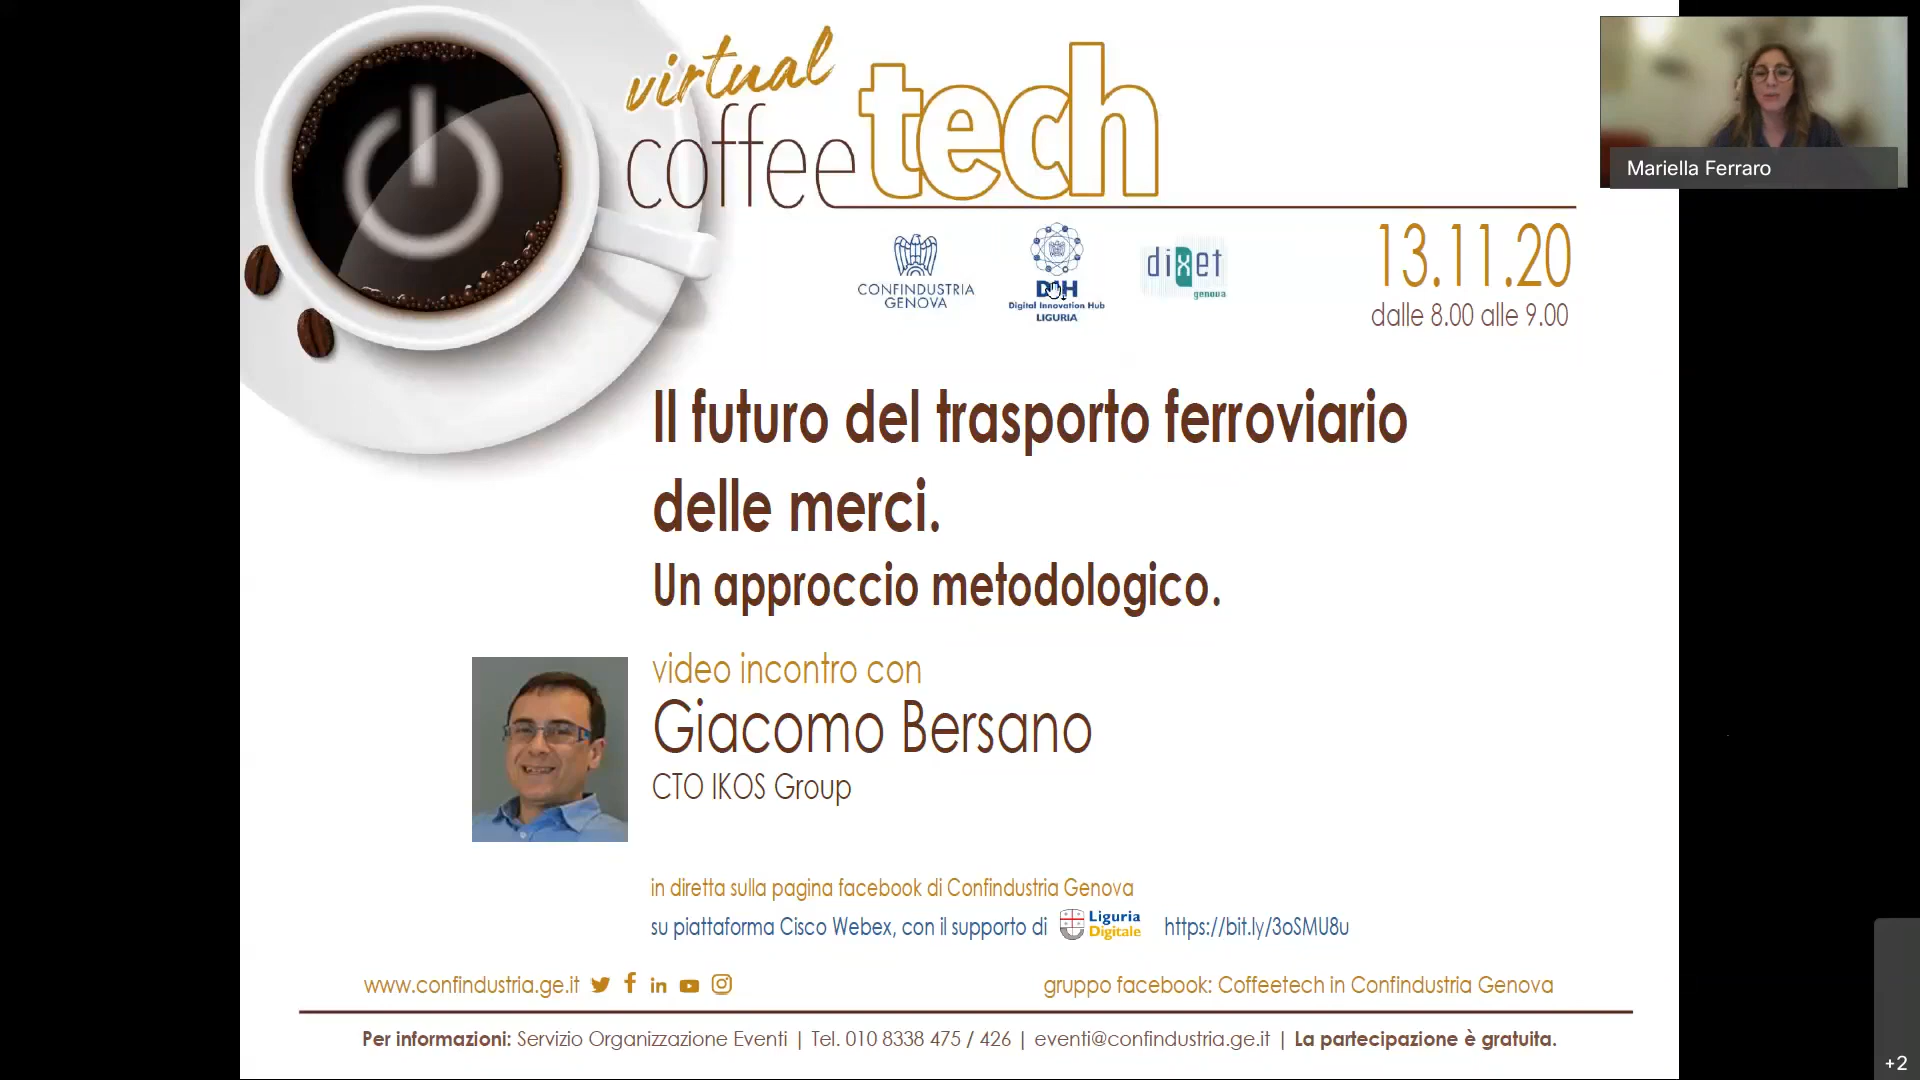 virtual
coffeetech
Mariella Ferraro
CONFINDUSTRIA
GENOVA
DIH
Digital Innovation Hub
LIGURIA
dixet
genova
13.11.20
dalle 8.00 alle 9.00
Il futuro del trasporto ferroviario
delle merci.
Un approccio metodologico.
video incontro con
Giacomo Bersano
CTO IKOS Group
in diretta sulla pagina facebook di Confindustria Genova
su piattaforma Cisco Webex, con il supporto di Liguria Digitale https://bit.ly/3oSMU8u
www.confindustria.ge.it
gruppo facebook: Coffeetech in Confindustria Genova
Per informazioni: Servizio Organizzazione Eventi | Tel. 010 8338 475 / 426 | eventi@confindustria.ge.it | La partecipazione è gratuita.
+2